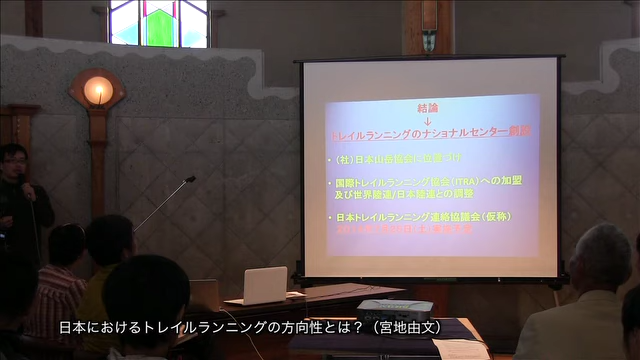 結論
↓
トレイルランニングのナショナルセンター創設
・（社）日本山岳協会に位置づけ
・国際トレイルランニング協会（ITRA）への加盟
及び世界陸連/日本陸連との調整
・日本トレイルランニング連絡協議会（仮称）
日本におけるトレイルランニングの方向性とは？（宮地由文）